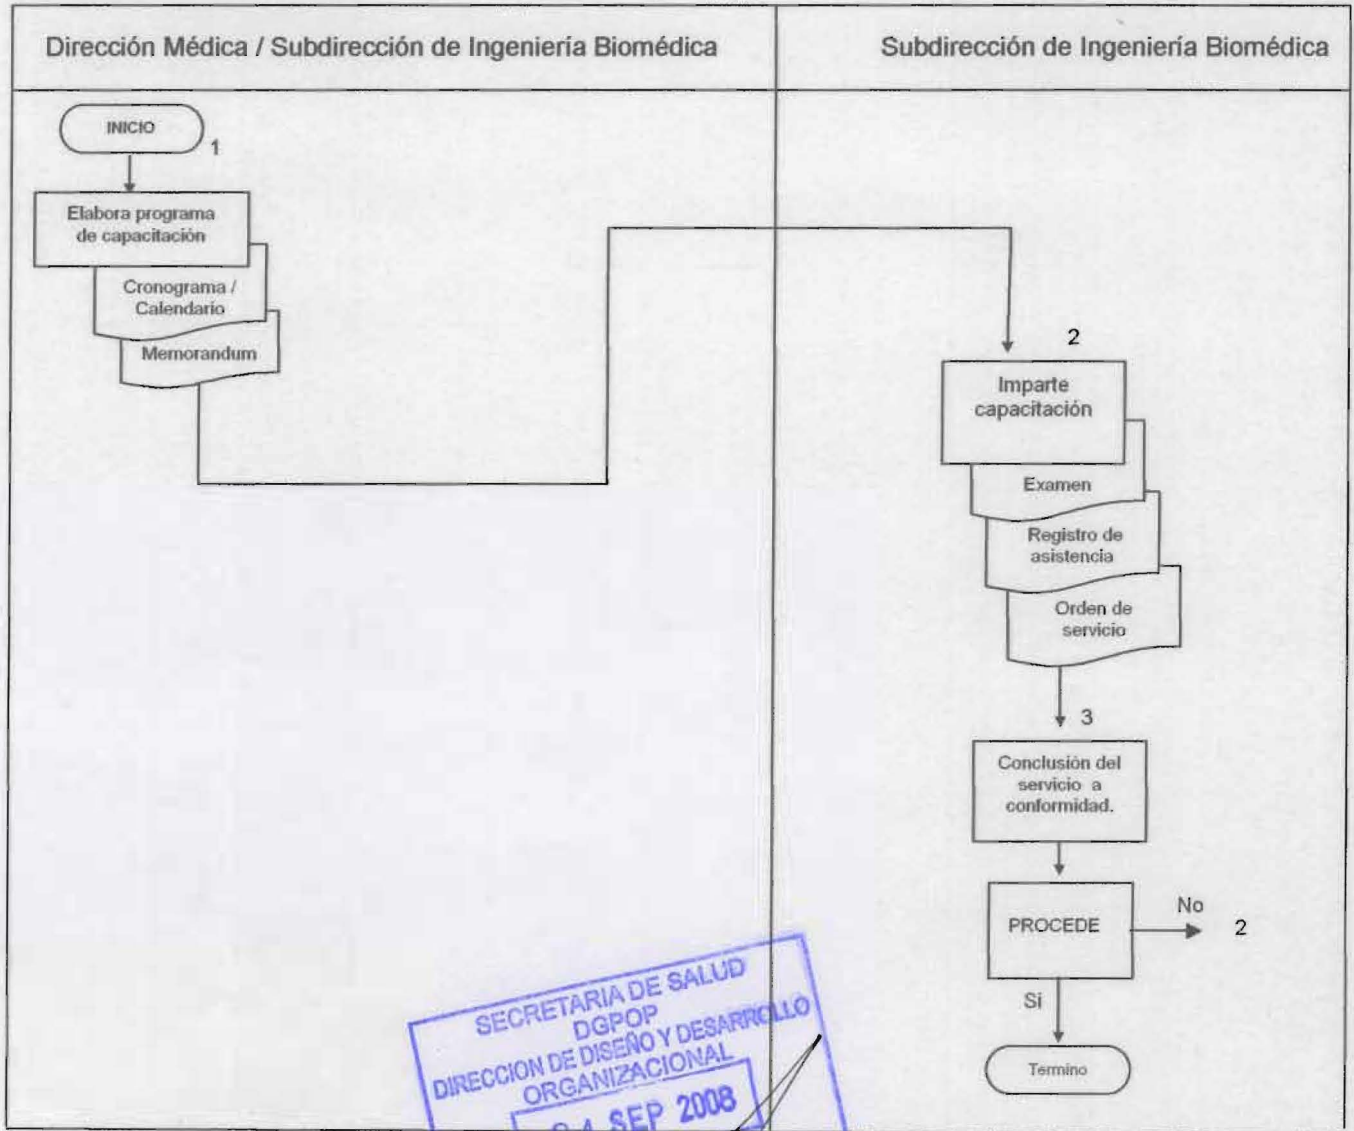 Dirección Médica / Subdirección de Ingeniería Biomédica
Subdirección de Ingeniería Biomédica
INICIO
1
Elabora programa
de capacitación
Cronograma /
Calendario
Memorandum
2
Imparte
capacitación
Examen
Registro de
asistencia
Orden de
servicio
3
Conclusión del
servicio a
conformidad.
PROCEDE
No
2
Si
Termino
SECRETARIA DE SALUD
DGPOP
DIRECCION DE DISEÑO Y DESARROLLO
ORGANIZACIONAL
SEP 2008